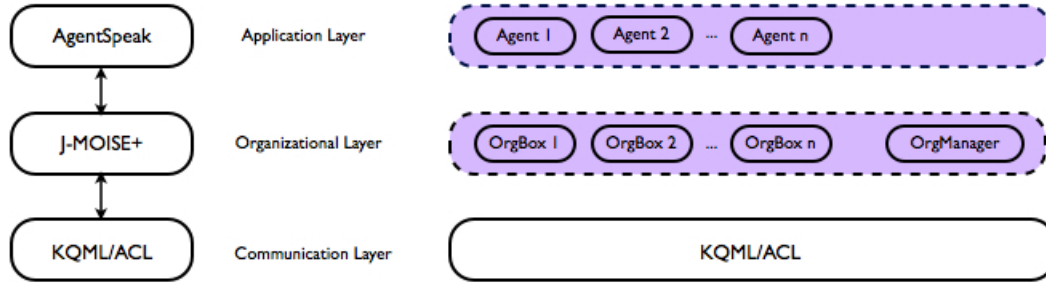 AgentSpeak Application Layer Agent 1 Agent 2 ... Agent n
J-MOISE+ Organizational Layer OrgBox 1 OrgBox 2 ... OrgBox n OrgManager
KQML/ACL Communication Layer KQML/ACL